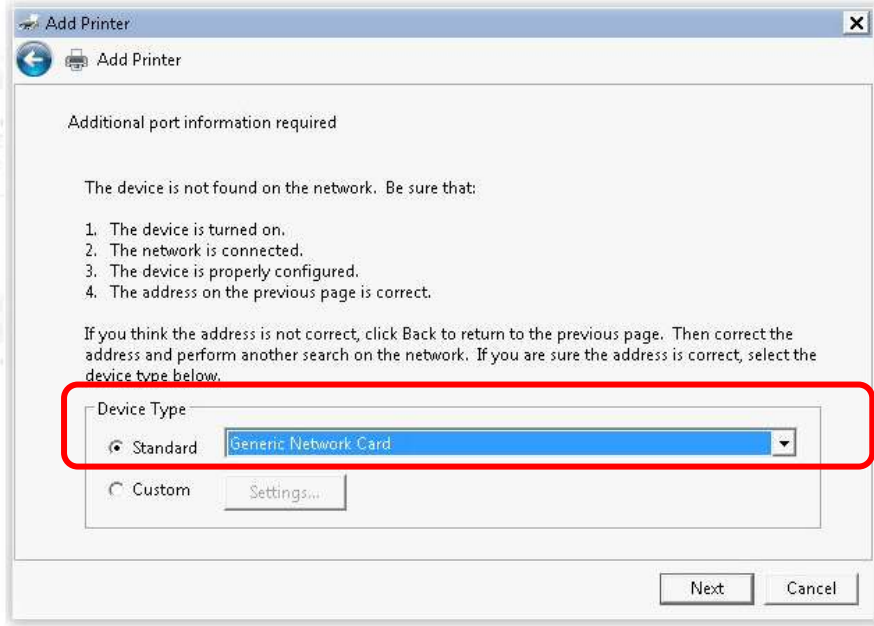 Add Printer
Add Printer
Additional port information required
The device is not found on the network. Be sure that:
1. The device is turned on.
2. The network is connected.
3. The device is properly configured.
4. The address on the previous page is correct.
If you think the address is not correct, click Back to return to the previous page. Then correct the
address and perform another search on the network. If you are sure the address is correct, select the
device type below.
Device Type
Standard Generic Network Card
Custom Settings...
Next Cancel